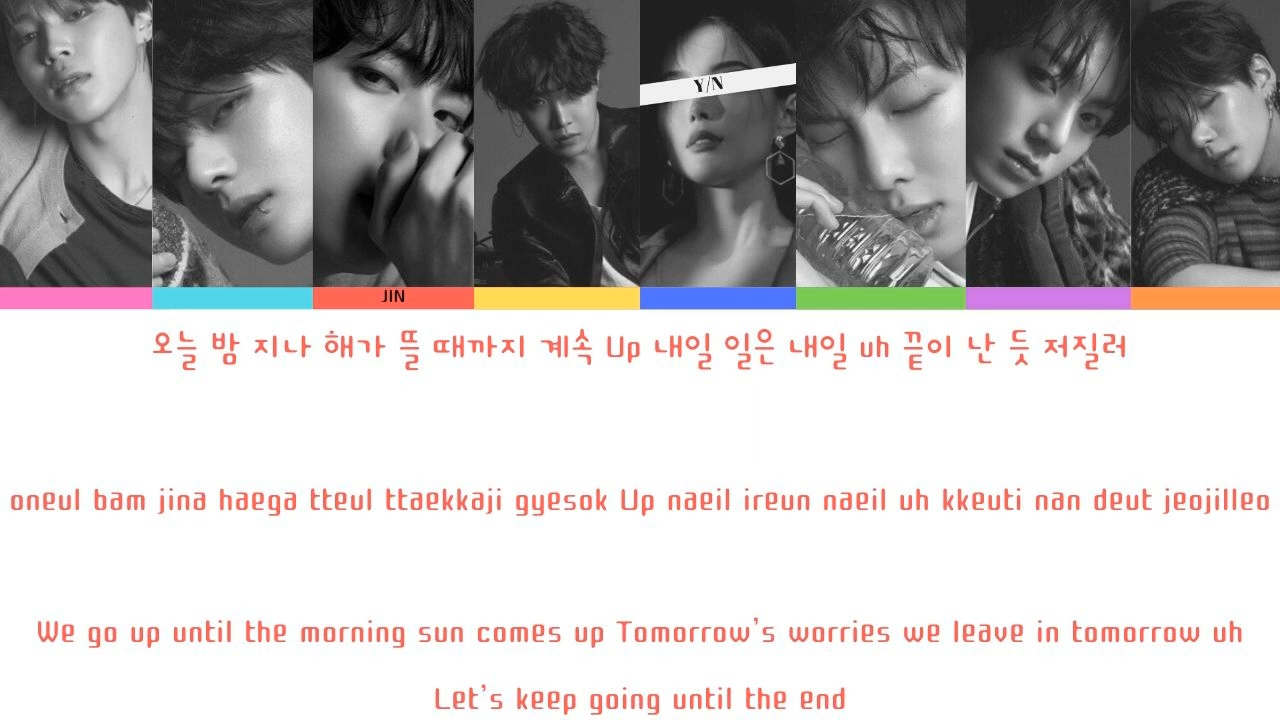 Y/N
JIN
오늘 밤 지나 해가 뜰 때까지 계속 Up 내일 일은 내일 uh 끝이 난 듯 저질러
oneul bam jina haega tteul ttaekkaji gyesok Up naeil ireun naeil uh kkeuti nan deut jeojilleo
We go up until the morning sun comes up Tomorrow's worries we leave in tomorrow uh
Let's keep going until the end